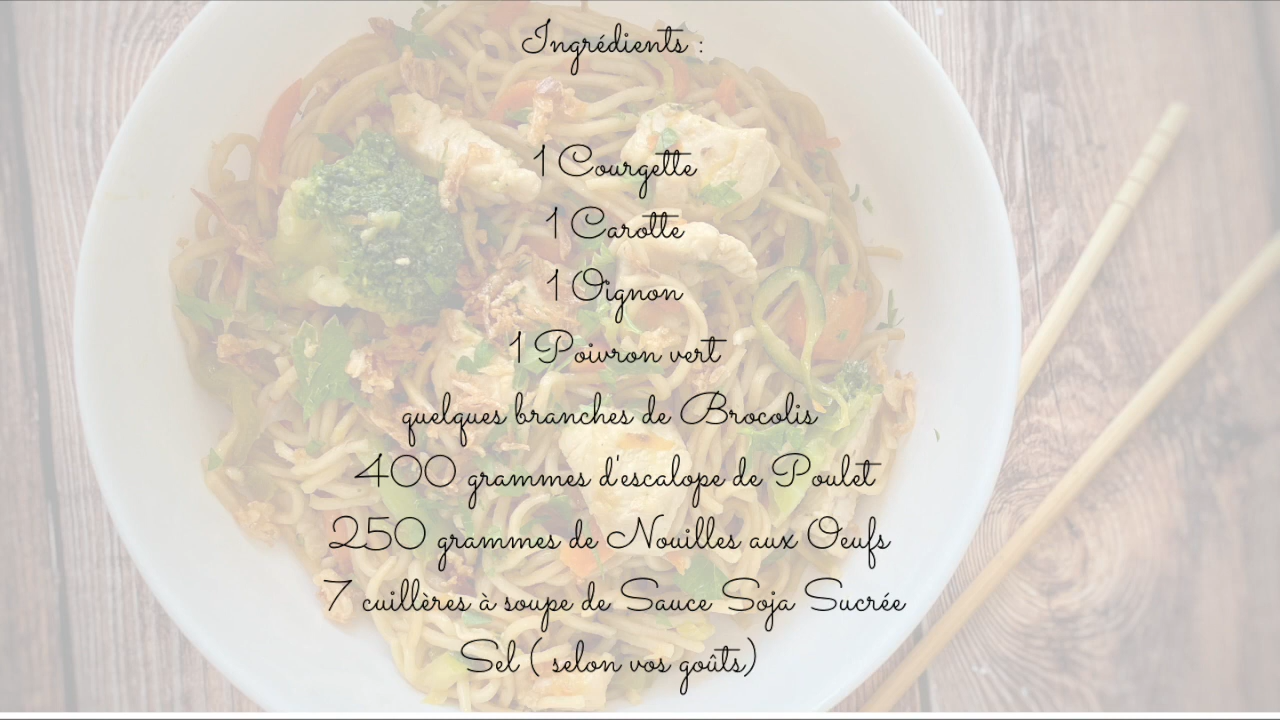 Ingrédients :
1 Courgette
1 Carotte
1 Oignon
1 Poivron vert
quelques branches de Brocolis
400 grammes d'escalope de Poulet
250 grammes de Nouilles aux Oeufs
7 cuillères à soupe de Sauce Soja Sucrée
Sel ( selon vos goûts)